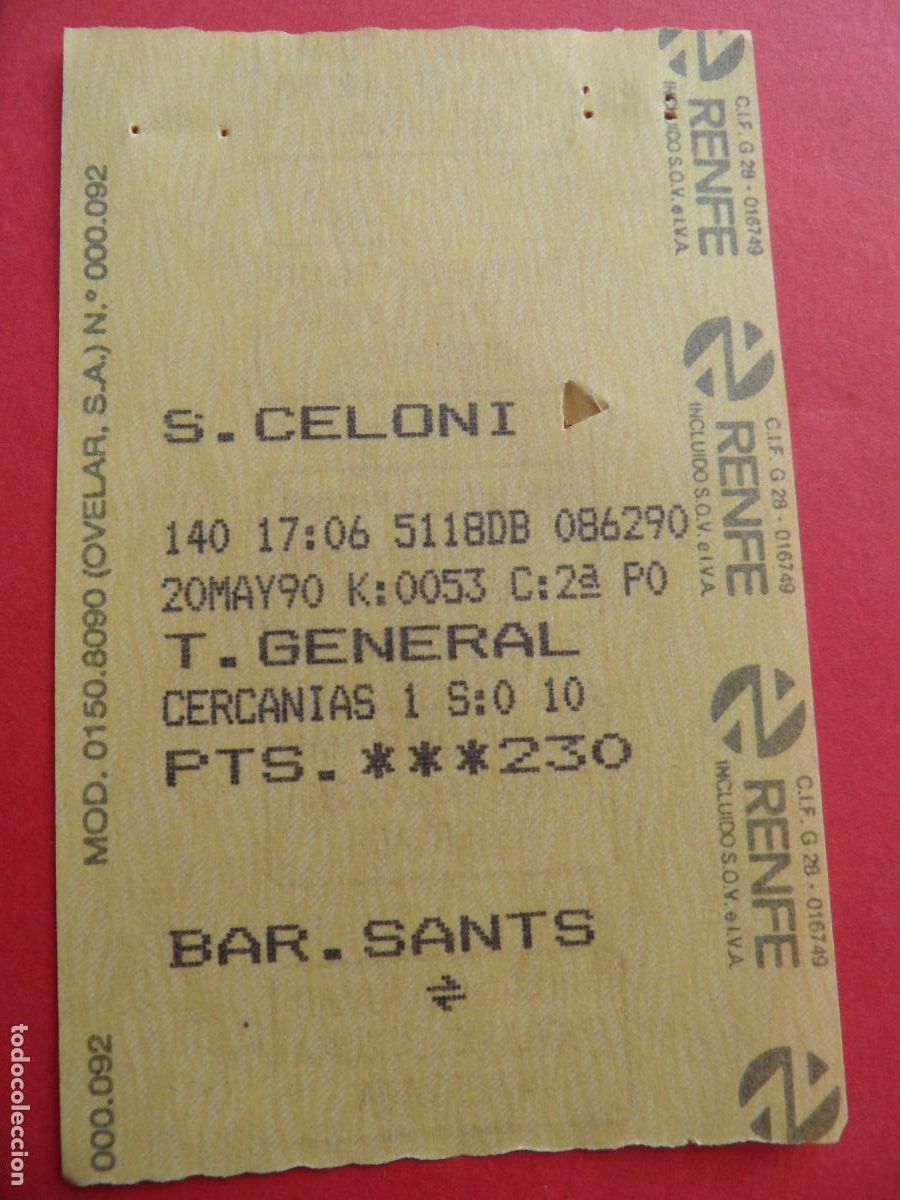 S.CELONI
140 17:06 5118DB 086290
20MAY90 K:0053 C:2ª PO
T.GENERAL
CERCANIAS 1 S:0 10
PTS.***230
BAR.SANTS
MOD. 0150.8090 (OVELAR, S.A.) N.º 000.092
000.092
RENFE
C.I.F. G 28 - 016749
INCLUIDO S.O.V. e I.V.A.
RENFE
C.I.F. G 28 - 016749
INCLUIDO S.O.V. e I.V.A.
RENFE
C.I.F. G 28 - 016749
INCLUIDO S.O.V. e I.V.A.
todocoleccion